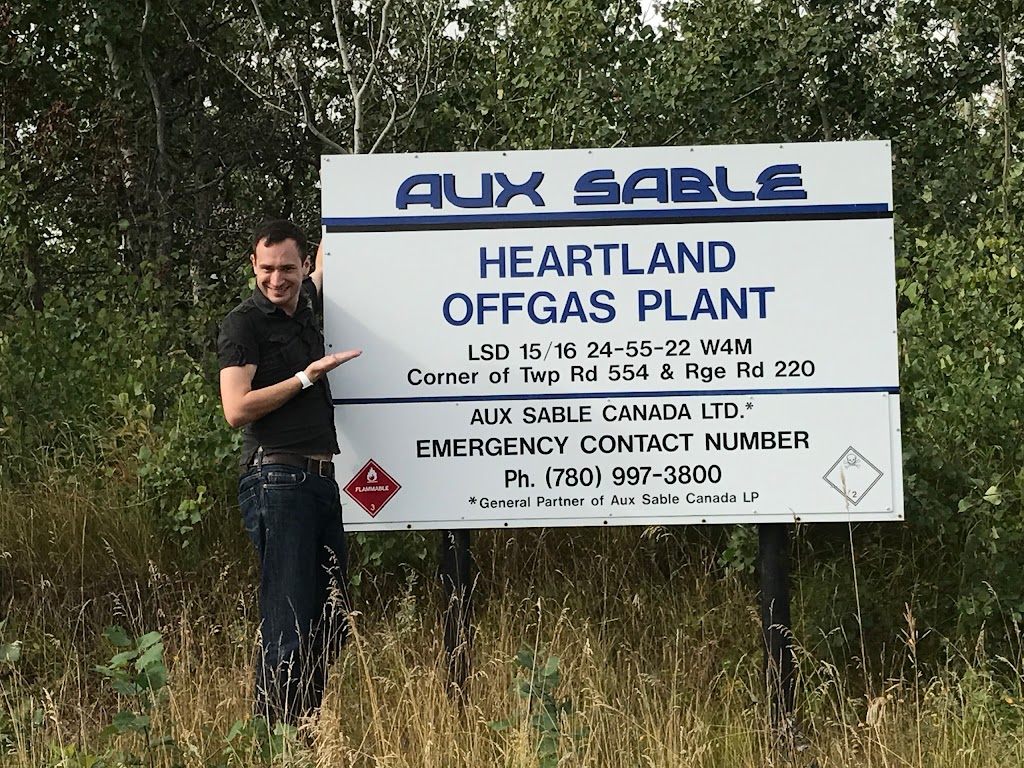 AUX SABLE
HEARTLAND
OFFGAS PLANT
LSD 15/16 24-55-22 W4M
Corner of Twp Rd 554 & Rge Rd 220
AUX SABLE CANADA LTD.*
EMERGENCY CONTACT NUMBER
Ph. (780) 997-3800
*General Partner of Aux Sable Canada LP
FLAMMABLE
3
2